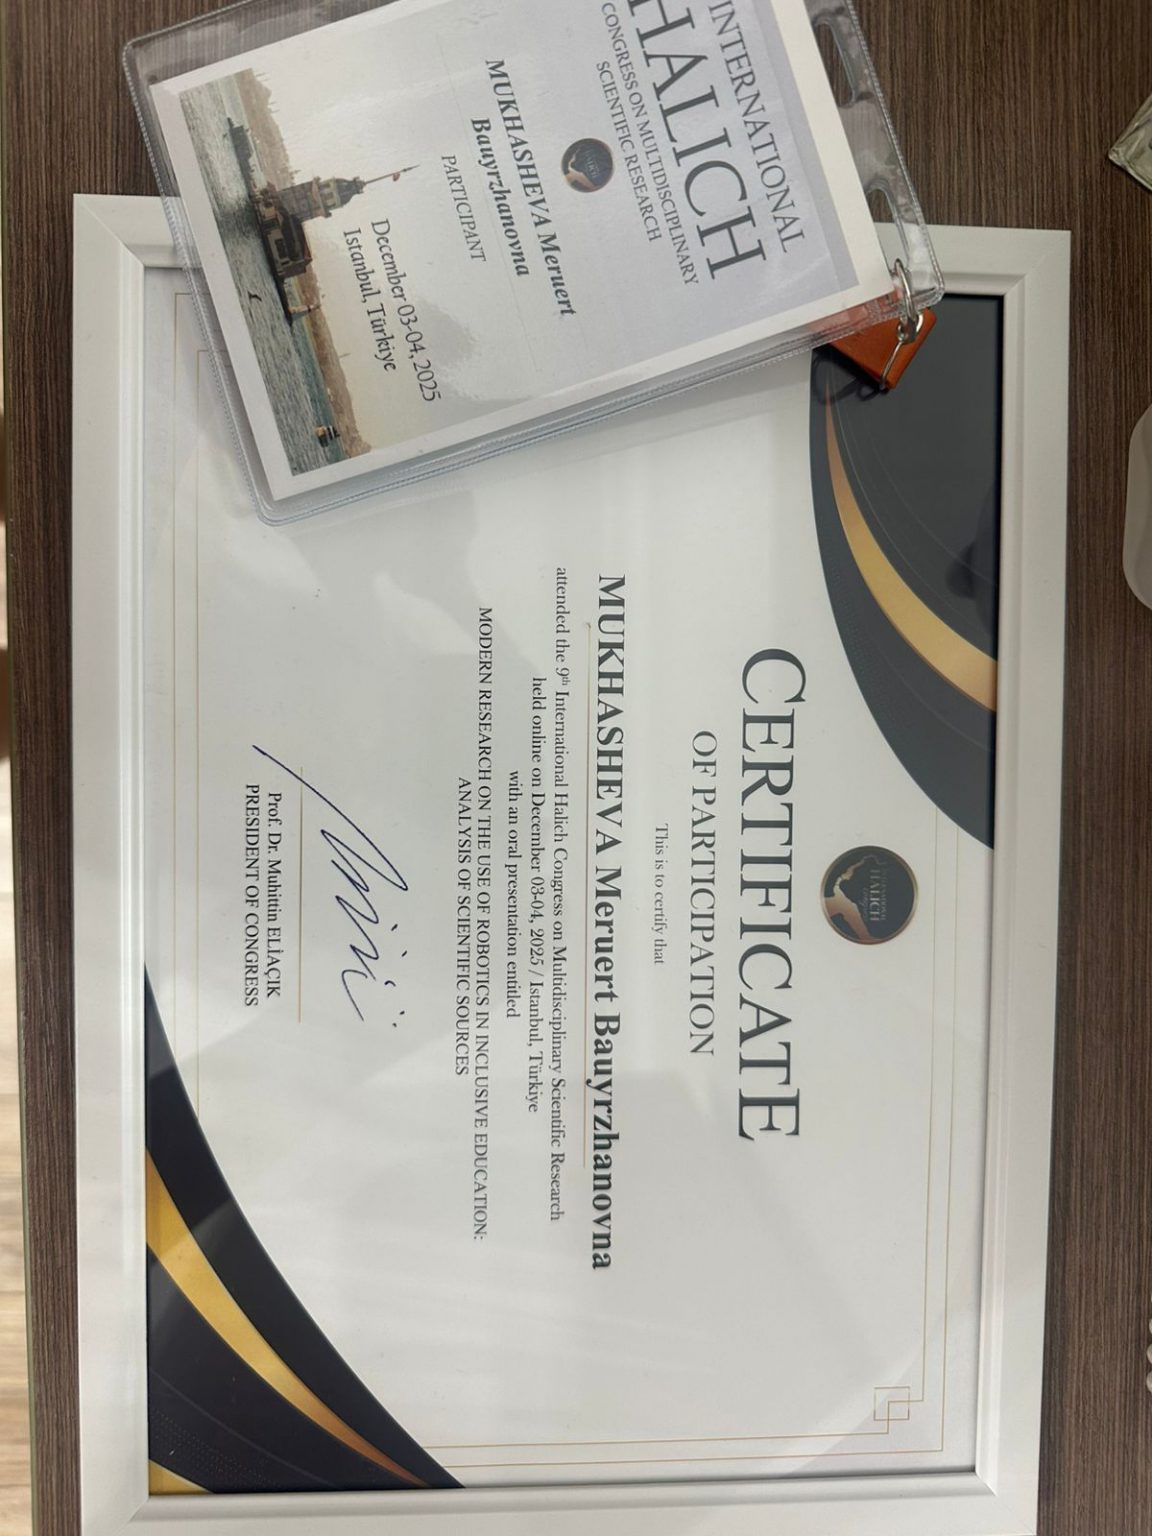 INTERNATIONAL
HALICH
CONGRESS ON MULTIDISCIPLINARY
SCIENTIFIC RESEARCH
MUKHASHEVA Meruert
Bauyrzhanovna
PARTICIPANT
December 03-04, 2025
Istanbul, Türkiye
HALICH
CERTIFICATE
OF PARTICIPATION
This is to certify that
MUKHASHEVA Meruert Bauyrzhanovna
attended the 9th International Halich Congress on Multidisciplinary Scientific Research
held online on December 03-04, 2025 / Istanbul, Türkiye
with an oral presentation entitled
MODERN RESEARCH ON THE USE OF ROBOTICS IN INCLUSIVE EDUCATION:
ANALYSIS OF SCIENTIFIC SOURCES
Prof. Dr. Muhittin ELİAÇIK
PRESIDENT OF CONGRESS